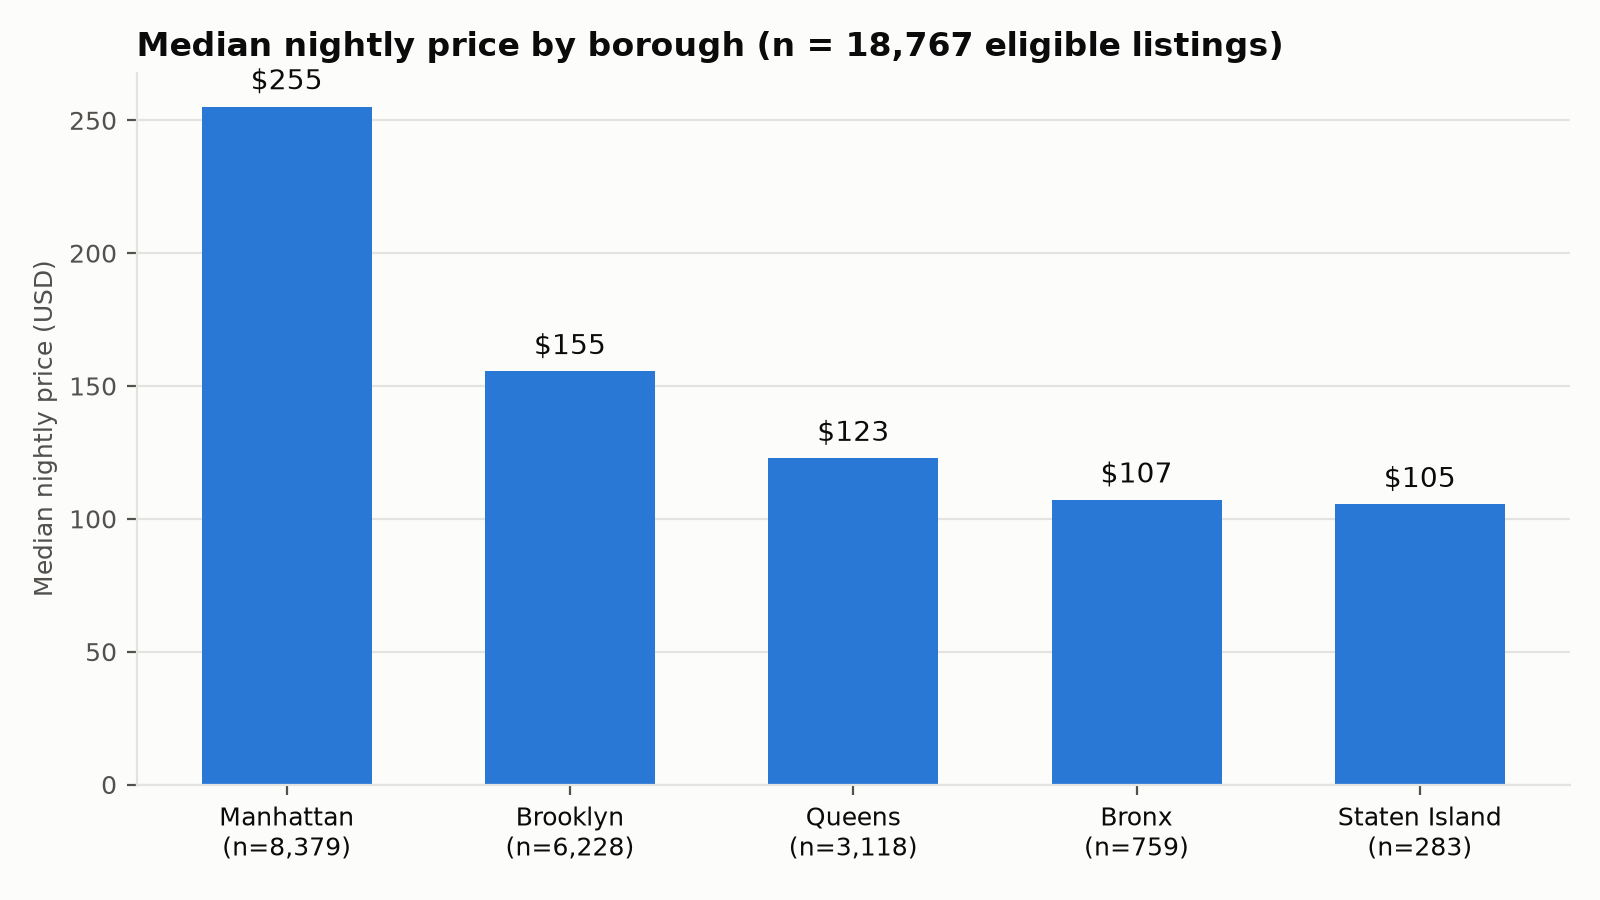 Median nightly price by borough (n = 18,767 eligible listings)
Median nightly price (USD)
250
200
150
100
50
0
$255
$155
$123
$107
$105
Manhattan
(n=8,379)
Brooklyn
(n=6,228)
Queens
(n=3,118)
Bronx
(n=759)
Staten Island
(n=283)